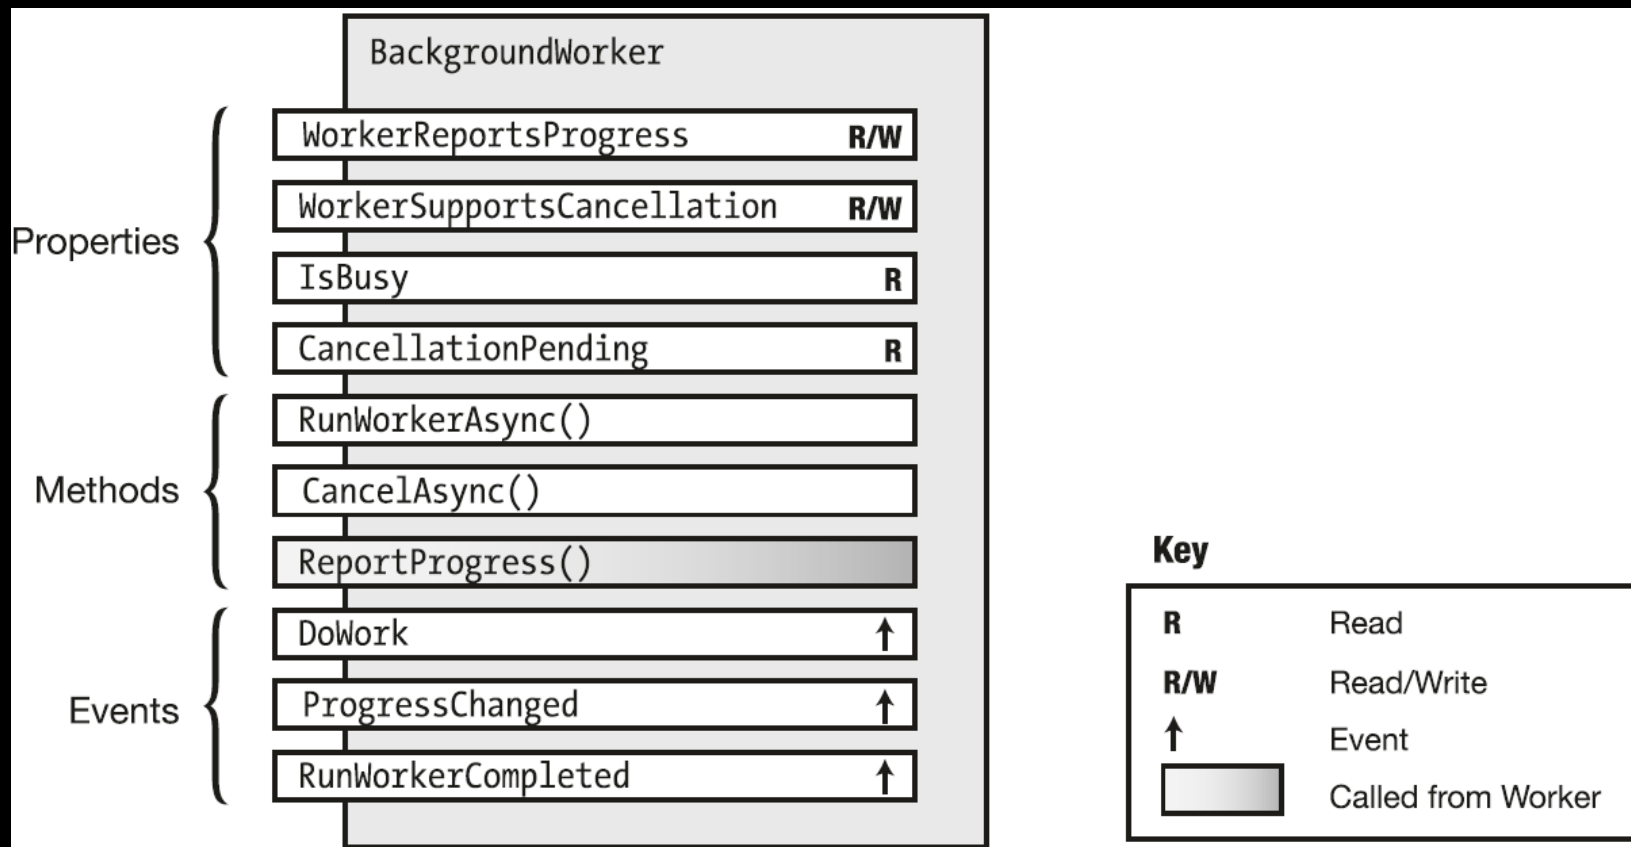 BackgroundWorker
Properties
WorkerReportsProgress R/W
WorkerSupportsCancellation R/W
IsBusy R
CancellationPending R
Methods
RunWorkerAsync()
CancelAsync()
ReportProgress()
Events
DoWork ↑
ProgressChanged ↑
RunWorkerCompleted ↑
Key
R Read
R/W Read/Write
↑ Event
Called from Worker